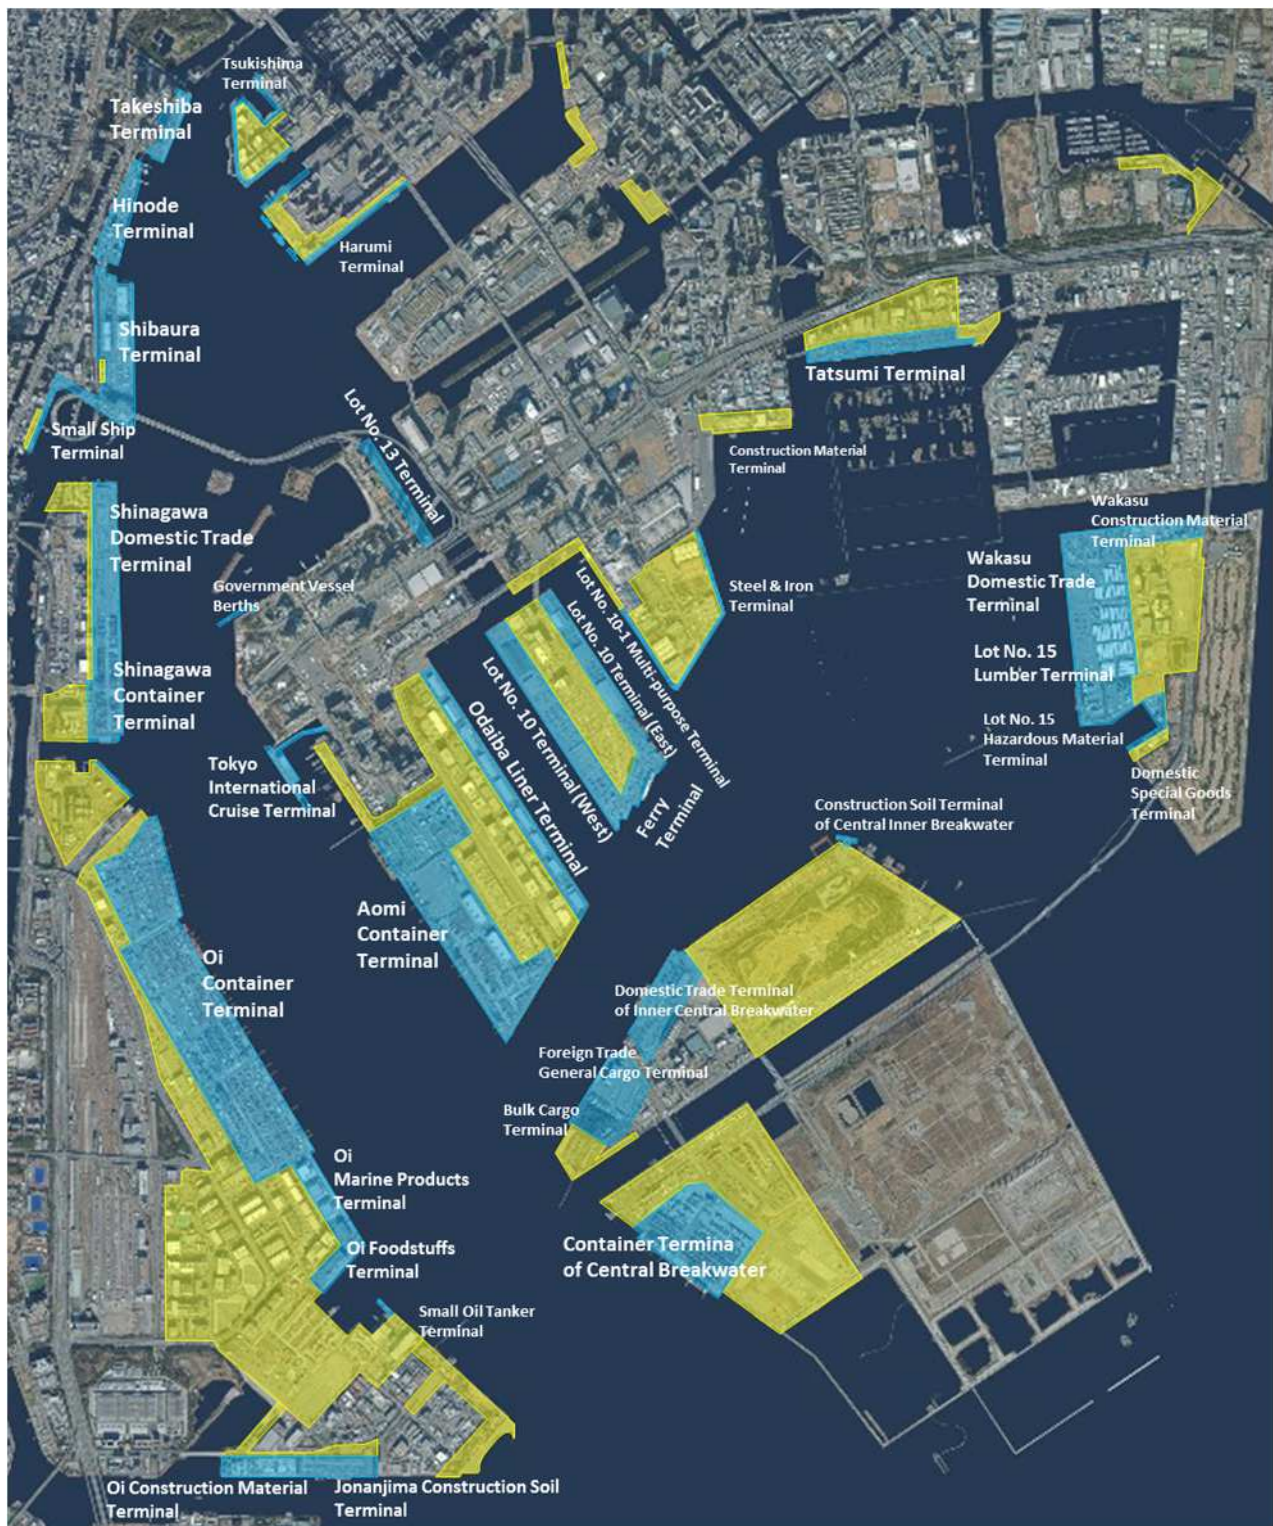 Tsukishima
Terminal
Takeshiba
Terminal
Hinode
Terminal
Harumi
Terminal
Shibaura
Terminal
Tatsumi Terminal
Lot No. 13 Terminal
Small Ship
Terminal
Construction Material
Terminal
Shinagawa
Domestic Trade
Terminal
Wakasu
Construction Material
Terminal
Wakasu
Domestic Trade
Terminal
Government Vessel
Berths
Steel & Iron
Terminal
Lot No. 10-1 Multi-purpose Terminal
Lot No. 10 Terminal (East)
Lot No. 10 Terminal (West)
Ferry
Terminal
Odaiba Liner Terminal
Shinagawa
Container
Terminal
Lot No. 15
Lumber Terminal
Lot No. 15
Hazardous Material
Terminal
Domestic
Special Goods
Terminal
Tokyo
International
Cruise Terminal
Construction Soil Terminal
of Central Inner Breakwater
Aomi
Container
Terminal
Oi
Container
Terminal
Domestic Trade Terminal
of Inner Central Breakwater
Foreign Trade
General Cargo Terminal
Bulk Cargo
Terminal
Oi
Marine Products
Terminal
Oi Foodstuffs
Terminal
Container Termina
of Central Breakwater
Small Oil Tanker
Terminal
Oi Construction Material
Terminal
Jonanjima Construction Soil
Terminal